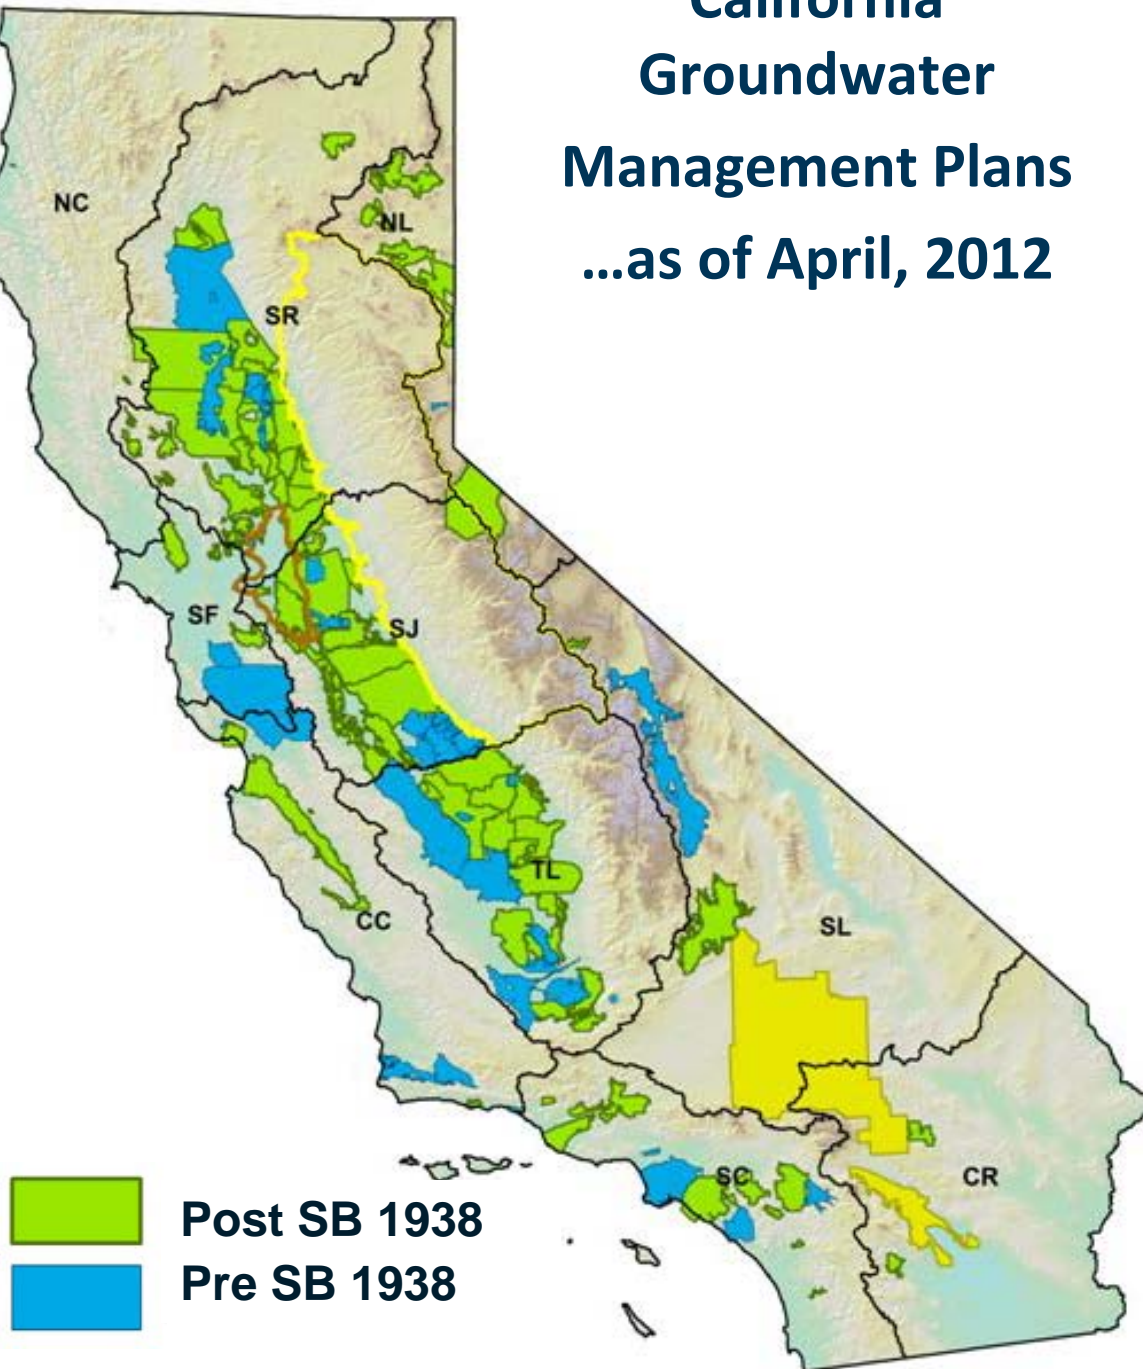 California
Groundwater
Management Plans
...as of April, 2012
NC
NL
SR
SF
SJ
TL
CC
SL
SC
CR
Post SB 1938
Pre SB 1938